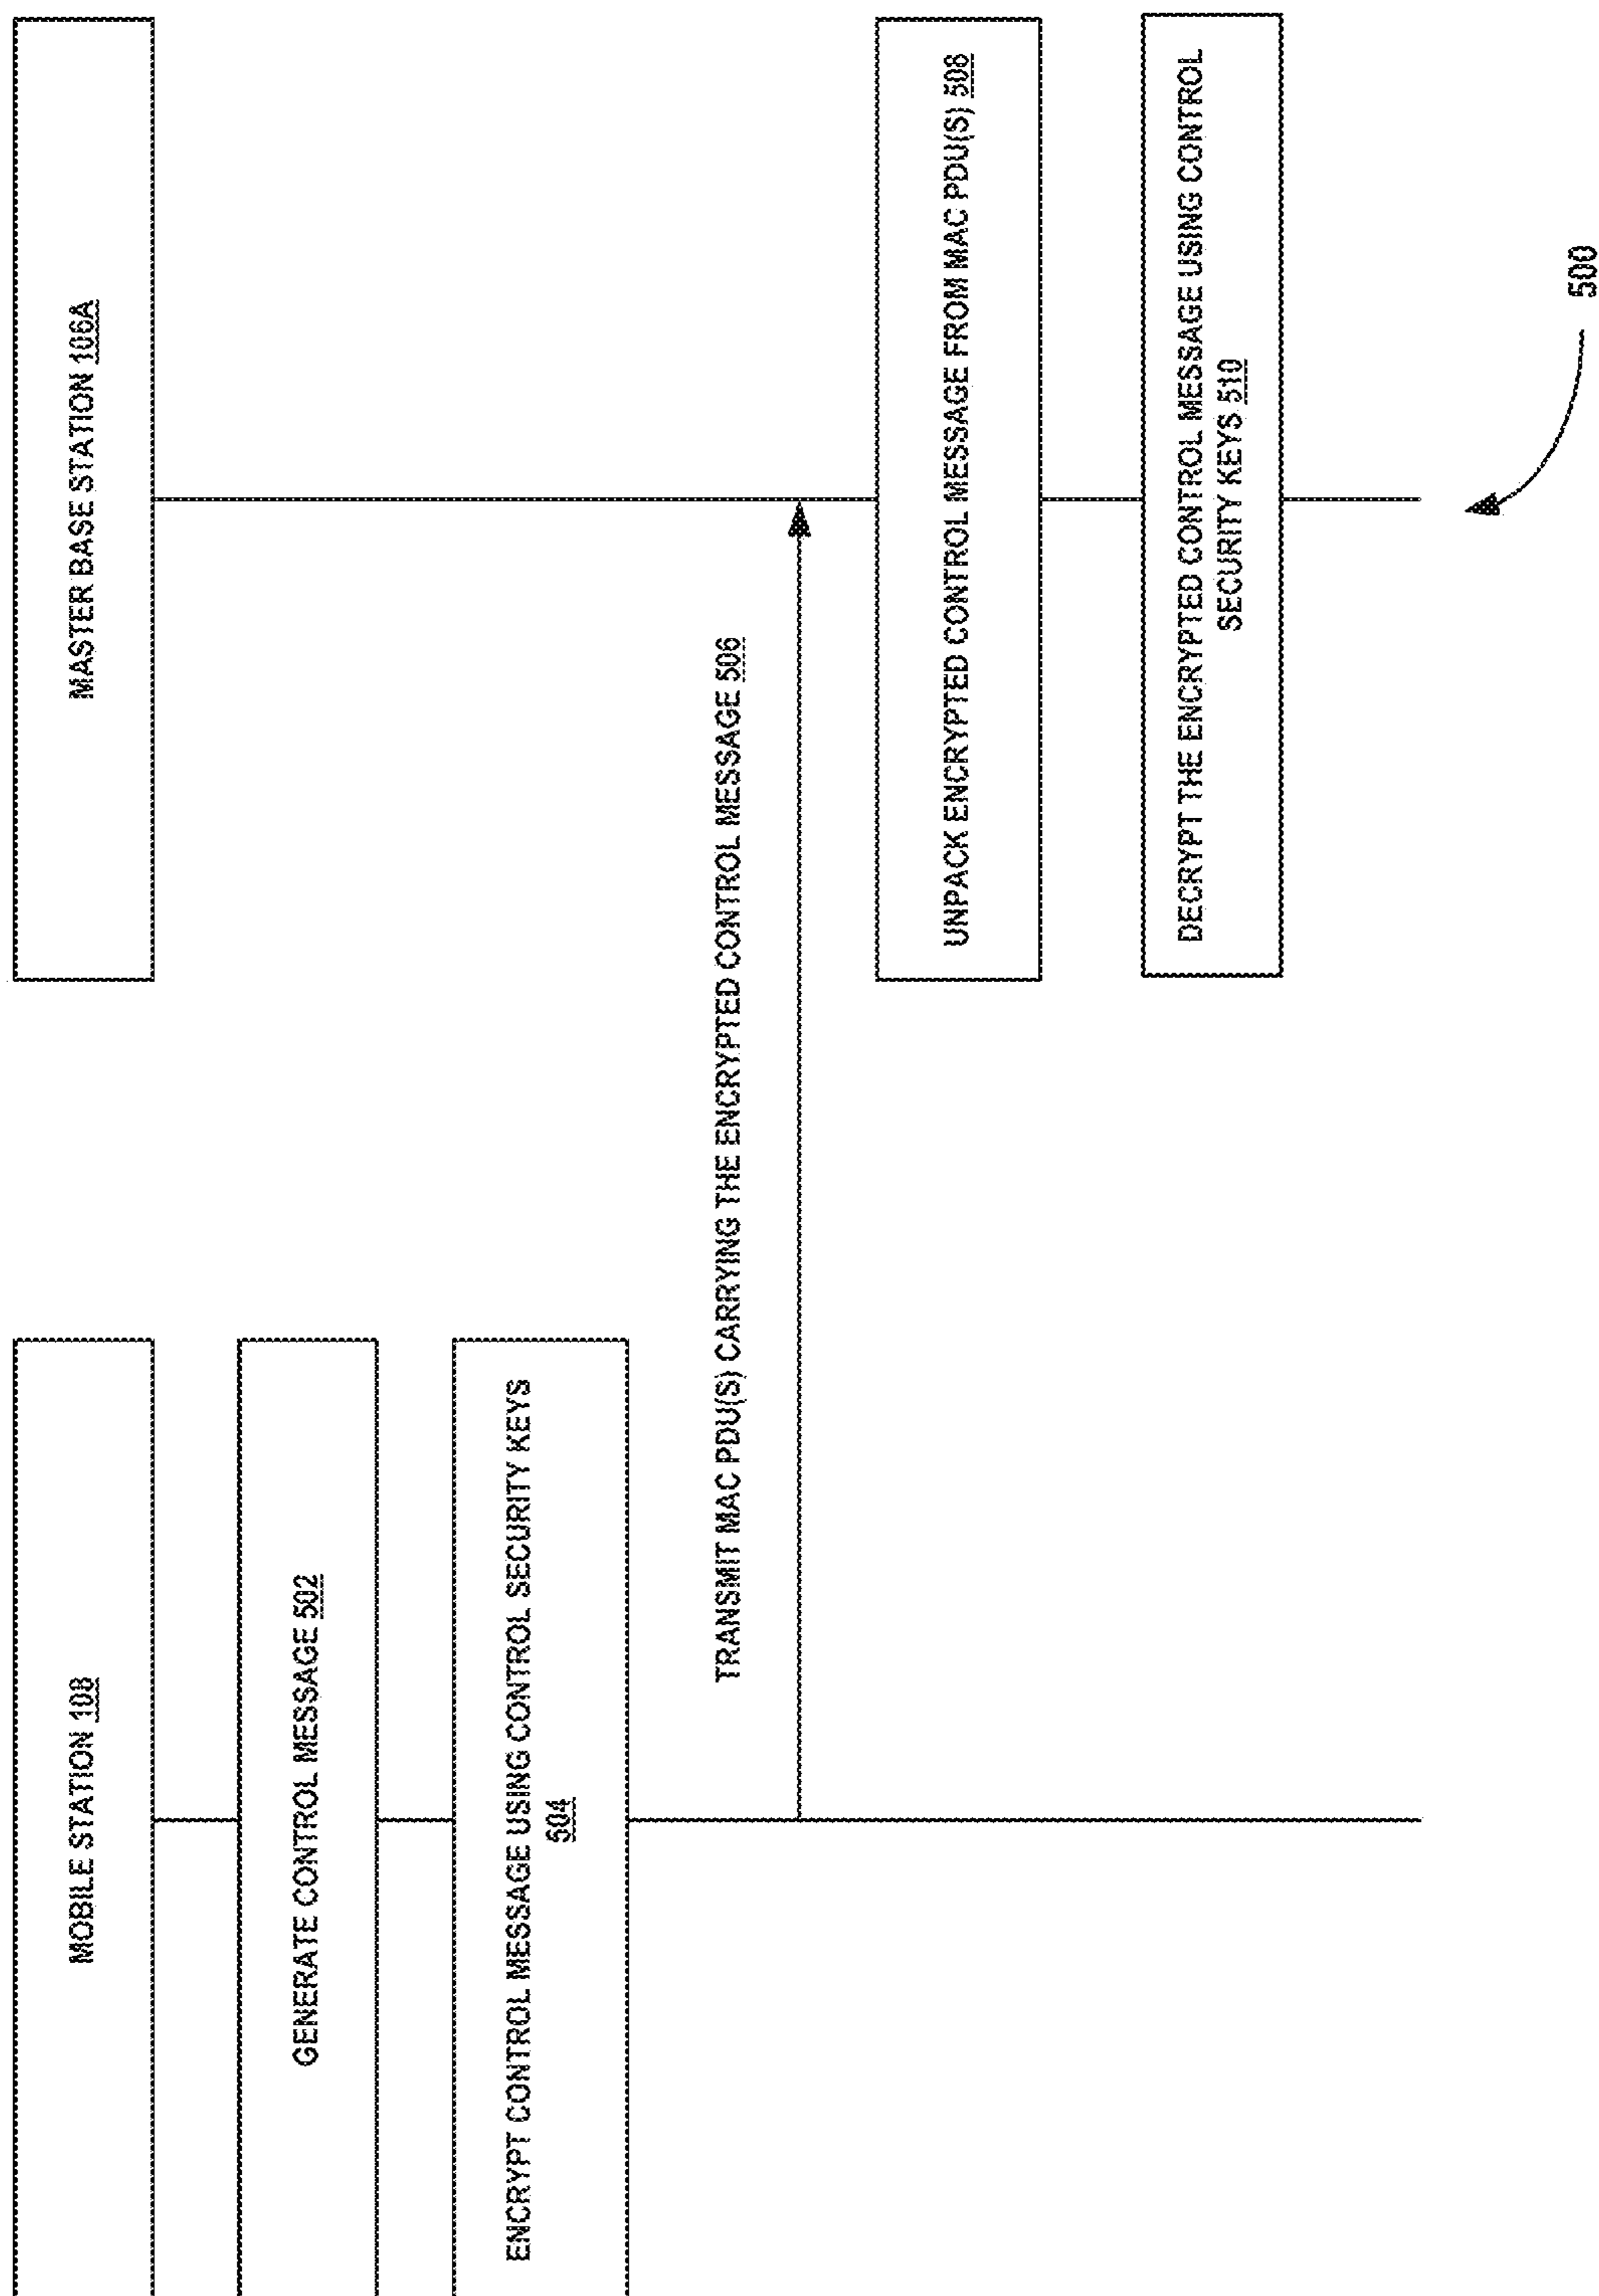 MOBILE STATION 108
MASTER BASE STATION 106A
GENERATE CONTROL MESSAGE 502
ENCRYPT CONTROL MESSAGE USING CONTROL SECURITY KEYS
504
TRANSMIT MAC PDU(S) CARRYING THE ENCRYPTED CONTROL MESSAGE 506
UNPACK ENCRYPTED CONTROL MESSAGE FROM MAC PDU(S) 508
DECRYPT THE ENCRYPTED CONTROL MESSAGE USING CONTROL
SECURITY KEYS 510
500